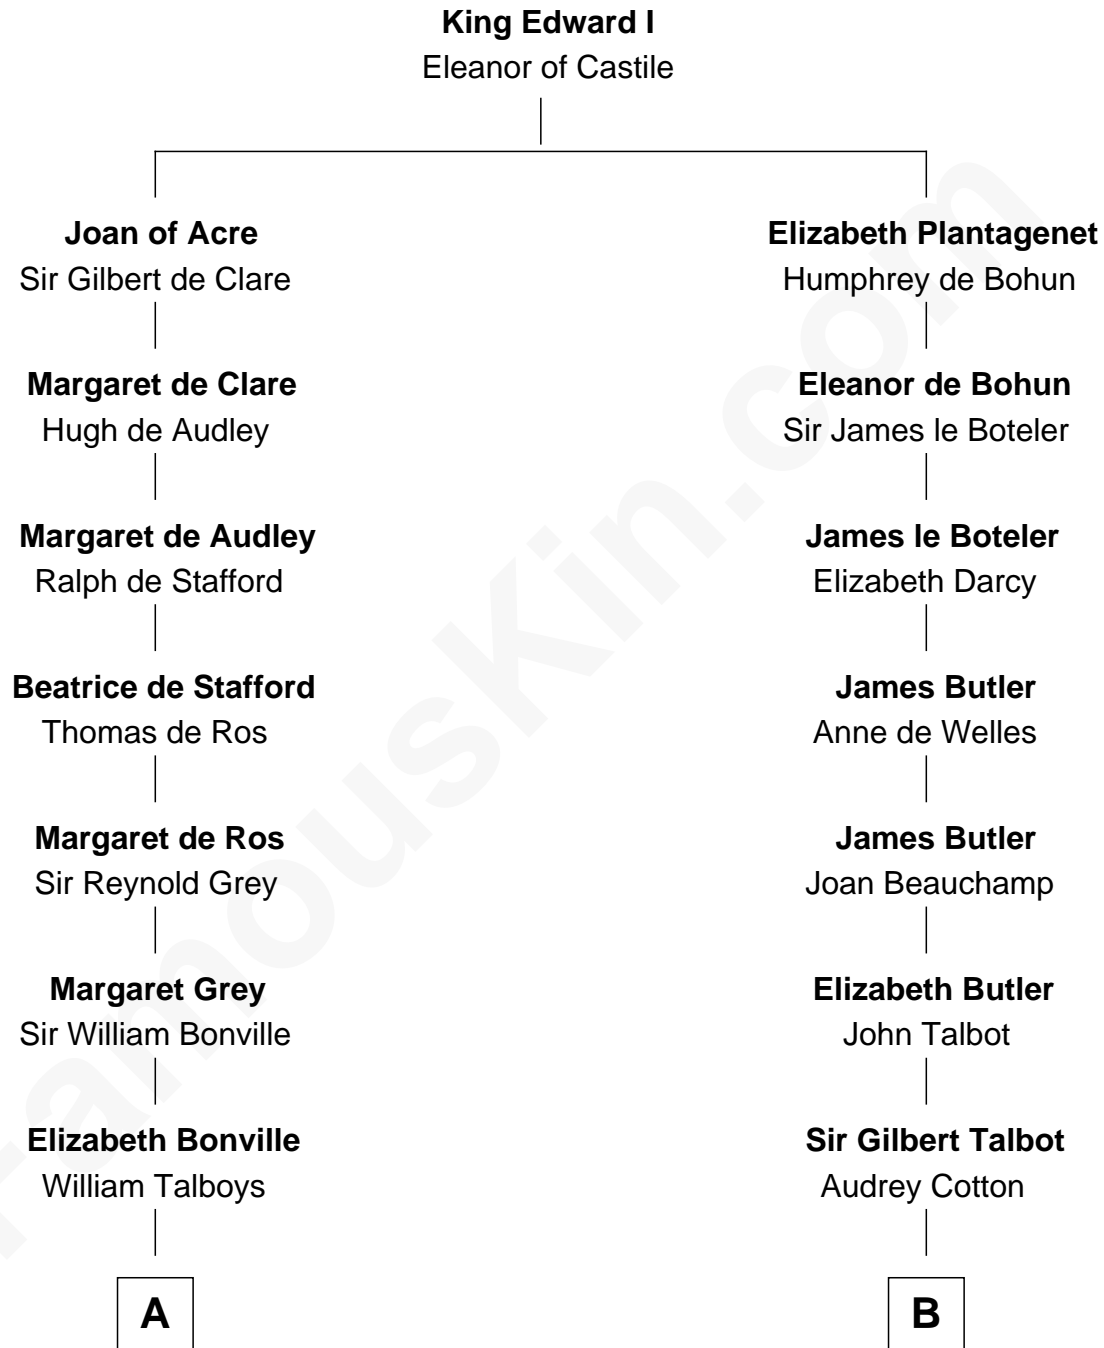 King Edward I
Eleanor of Castile
Joan of Acre
Sir Gilbert de Clare
Elizabeth Plantagenet
Humphrey de Bohun
Margaret de Clare
Hugh de Audley
Eleanor de Bohun
Sir James le Boteler
Margaret de Audley
Ralph de Stafford
James le Boteler
Elizabeth Darcy
Beatrice de Stafford
Thomas de Ros
James Butler
Anne de Welles
Margaret de Ros
Sir Reynold Grey
James Butler
Joan Beauchamp
Margaret Grey
Sir William Bonville
Elizabeth Butler
John Talbot
Elizabeth Bonville
William Talboys
Sir Gilbert Talbot
Audrey Cotton
A
B
FamousKin.com